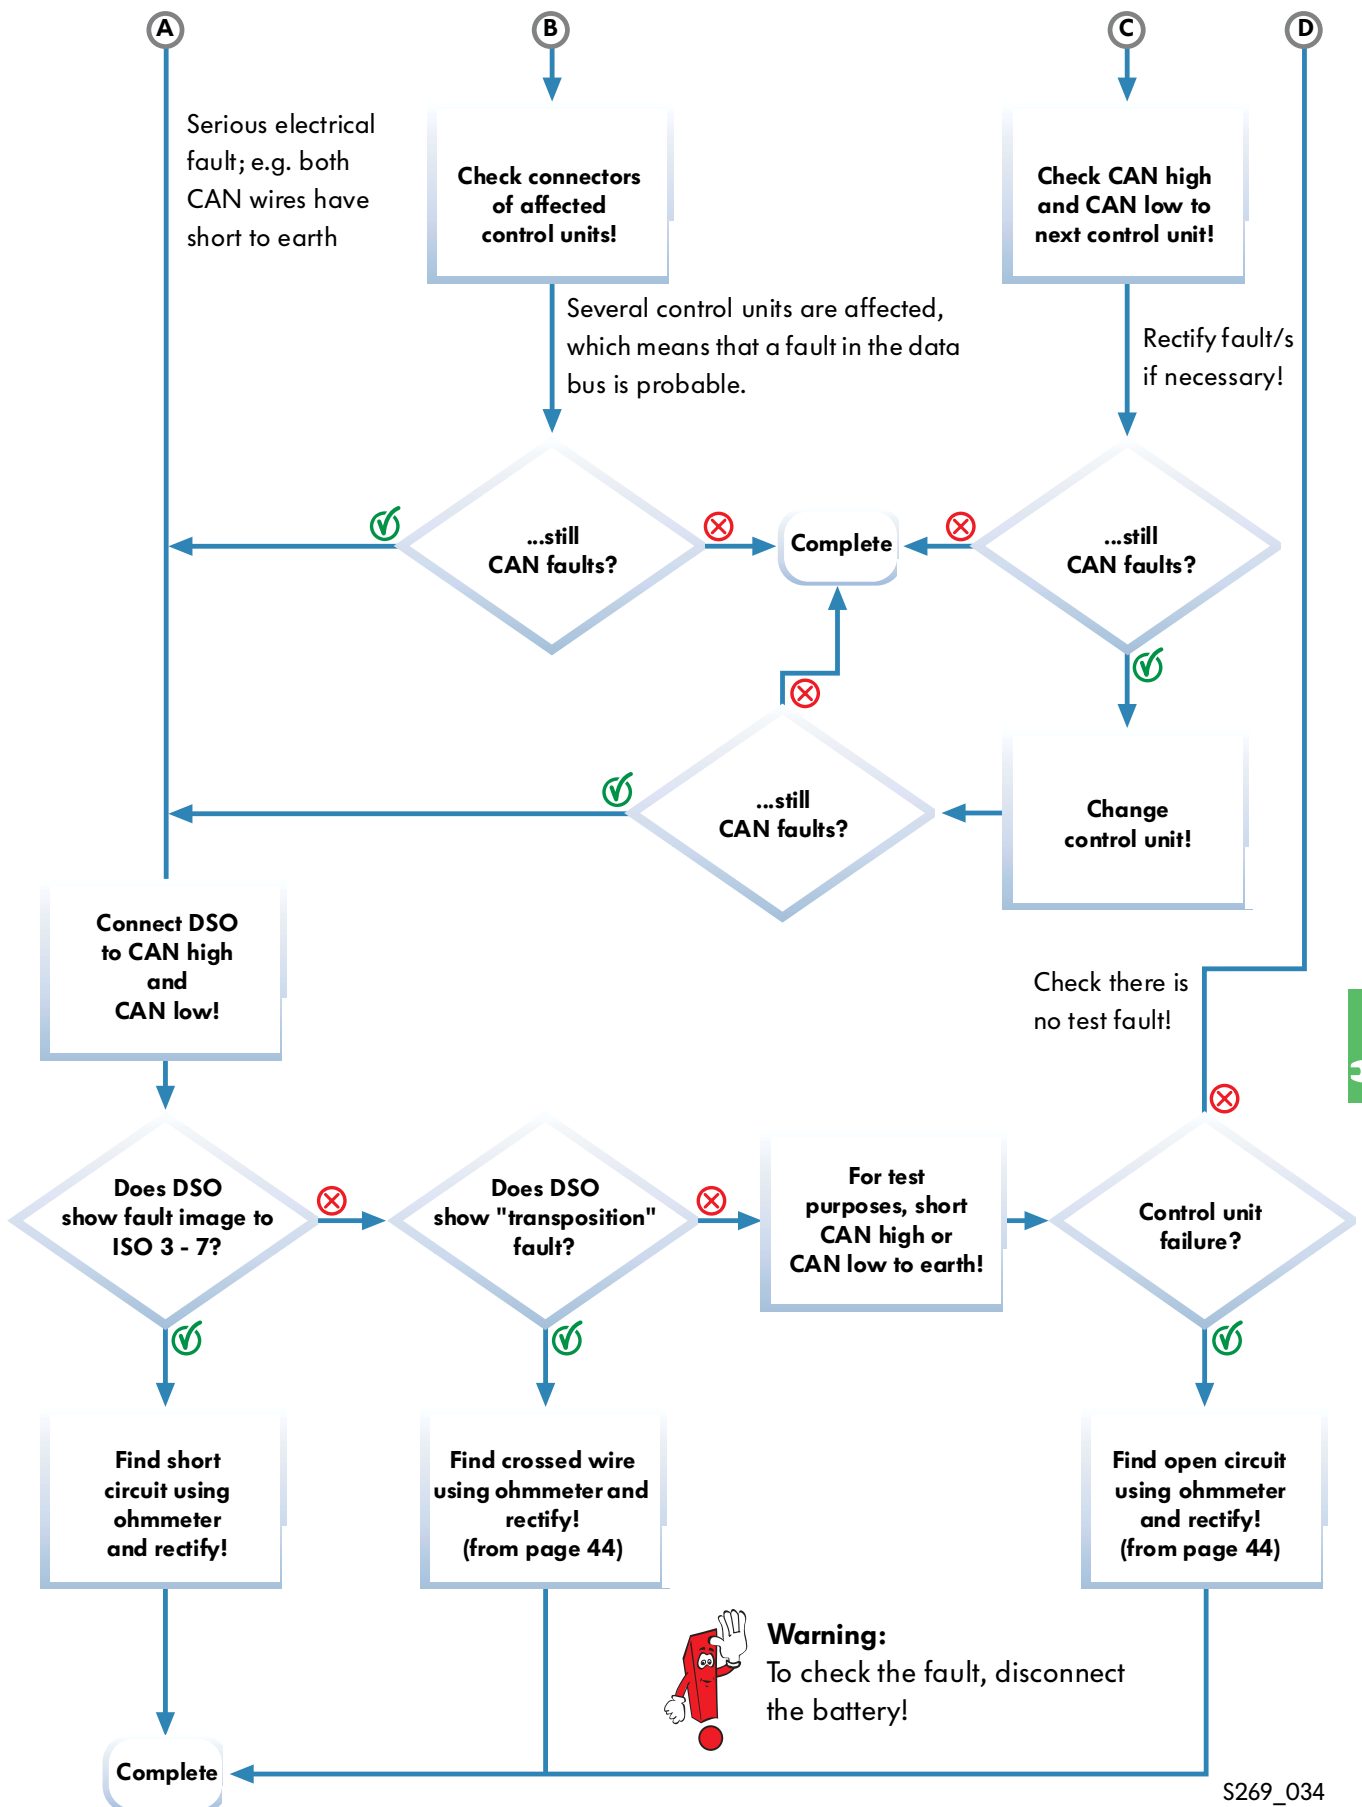 A
B
C
D
Serious electrical
fault; e.g. both
CAN wires have
short to earth
Check connectors
of affected
control units!
Check CAN high
and CAN low to
next control unit!
Several control units are affected,
which means that a fault in the data
bus is probable.
Rectify fault/s
if necessary!
...still
CAN faults?
Complete
...still
CAN faults?
...still
CAN faults?
Change
control unit!
Connect DSO
to CAN high
and
CAN low!
Check there is
no test fault!
Does DSO
show fault image to
ISO 3 - 7?
Does DSO
show "transposition"
fault?
For test
purposes, short
CAN high or
CAN low to earth!
Control unit
failure?
Find short
circuit using
ohmmeter
and rectify!
Find crossed wire
using ohmmeter and
rectify!
(from page 44)
Find open circuit
using ohmmeter
and rectify!
(from page 44)
Warning:
To check the fault, disconnect
the battery!
Complete
S269_034